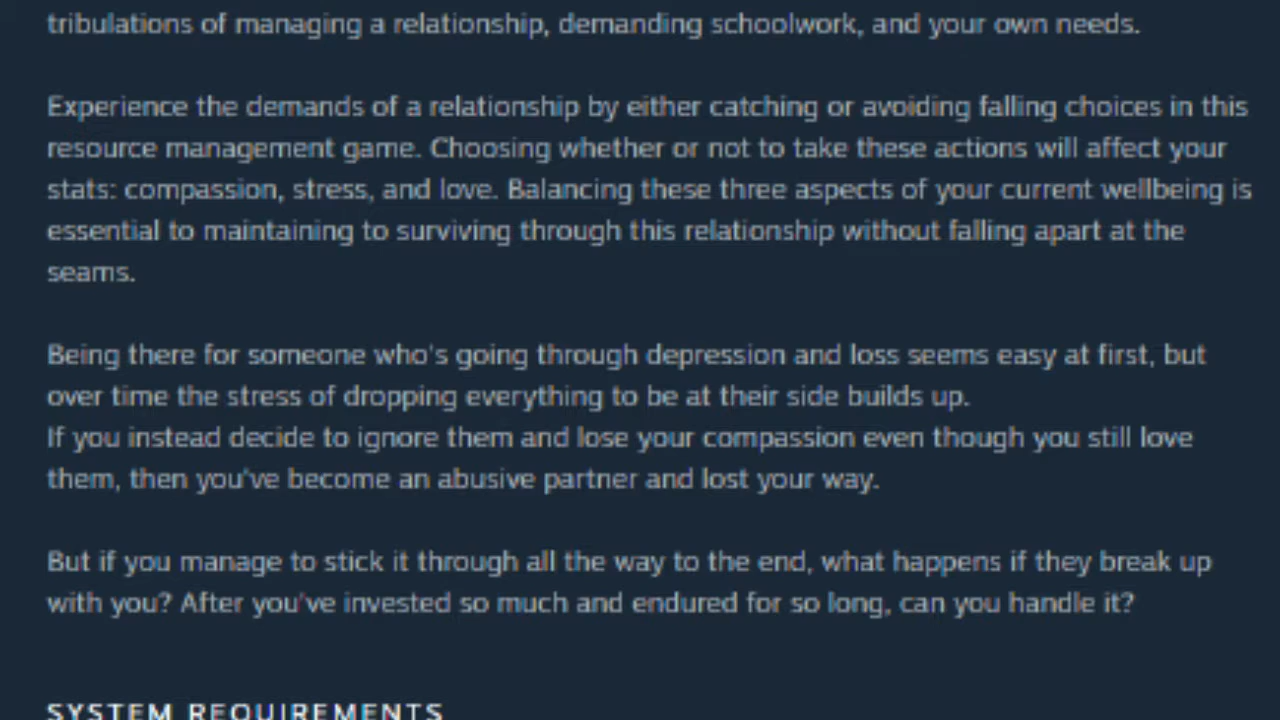 tribulations of managing a relationship, demanding schoolwork, and your own needs.
Experience the demands of a relationship by either catching or avoiding falling choices in this
resource management game. Choosing whether or not to take these actions will affect your
stats: compassion, stress, and love. Balancing these three aspects of your current wellbeing is
essential to maintaining to surviving through this relationship without falling apart at the
seams.
Being there for someone who's going through depression and loss seems easy at first, but
over time the stress of dropping everything to be at their side builds up.
If you instead decide to ignore them and lose your compassion even though you still love
them, then you've become an abusive partner and lost your way.
But if you manage to stick it through all the way to the end, what happens if they break up
with you? After you've invested so much and endured for so long, can you handle it?
SYSTEM REQUIREMENTS